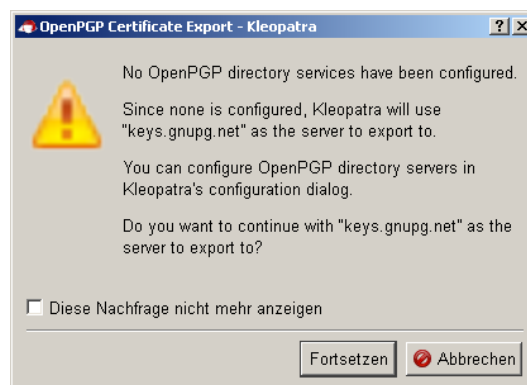 OpenPGP Certificate Export - Kleopatra
No OpenPGP directory services have been configured.
Since none is configured, Kleopatra will use
"keys.gnupg.net" as the server to export to.
You can configure OpenPGP directory servers in
Kleopatra's configuration dialog.
Do you want to continue with "keys.gnupg.net" as the
server to export to?
Diese Nachfrage nicht mehr anzeigen
Fortsetzen
Abbrechen